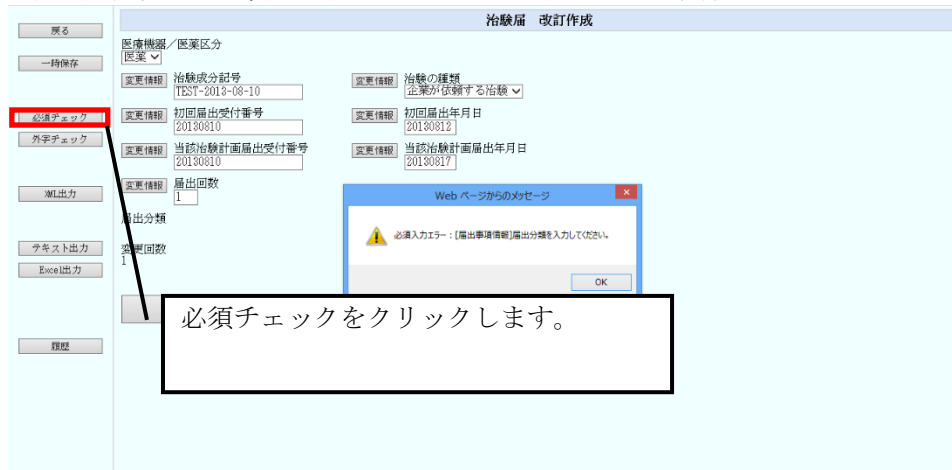 治験届 改訂作成
戻る
一時保存
必須チェック
外字チェック
XML出力
テキスト出力
Excel出力
履歴
医療機器／医薬区分
医薬
変更情報 治験成分記号
TEST-2013-08-10
変更情報 治験の種類
企業が依頼する治験
変更情報 初回届出受付番号
20130810
変更情報 初回届出年月日
20130812
変更情報 当該治験計画届出受付番号
20130810
変更情報 当該治験計画届出年月日
20130817
変更情報 届出回数
1
届出分類
変更回数
1
Web ページからのメッセージ
必須入力エラー：[届出事項情報]届出分類を入力してください。
OK
必須チェックをクリックします。